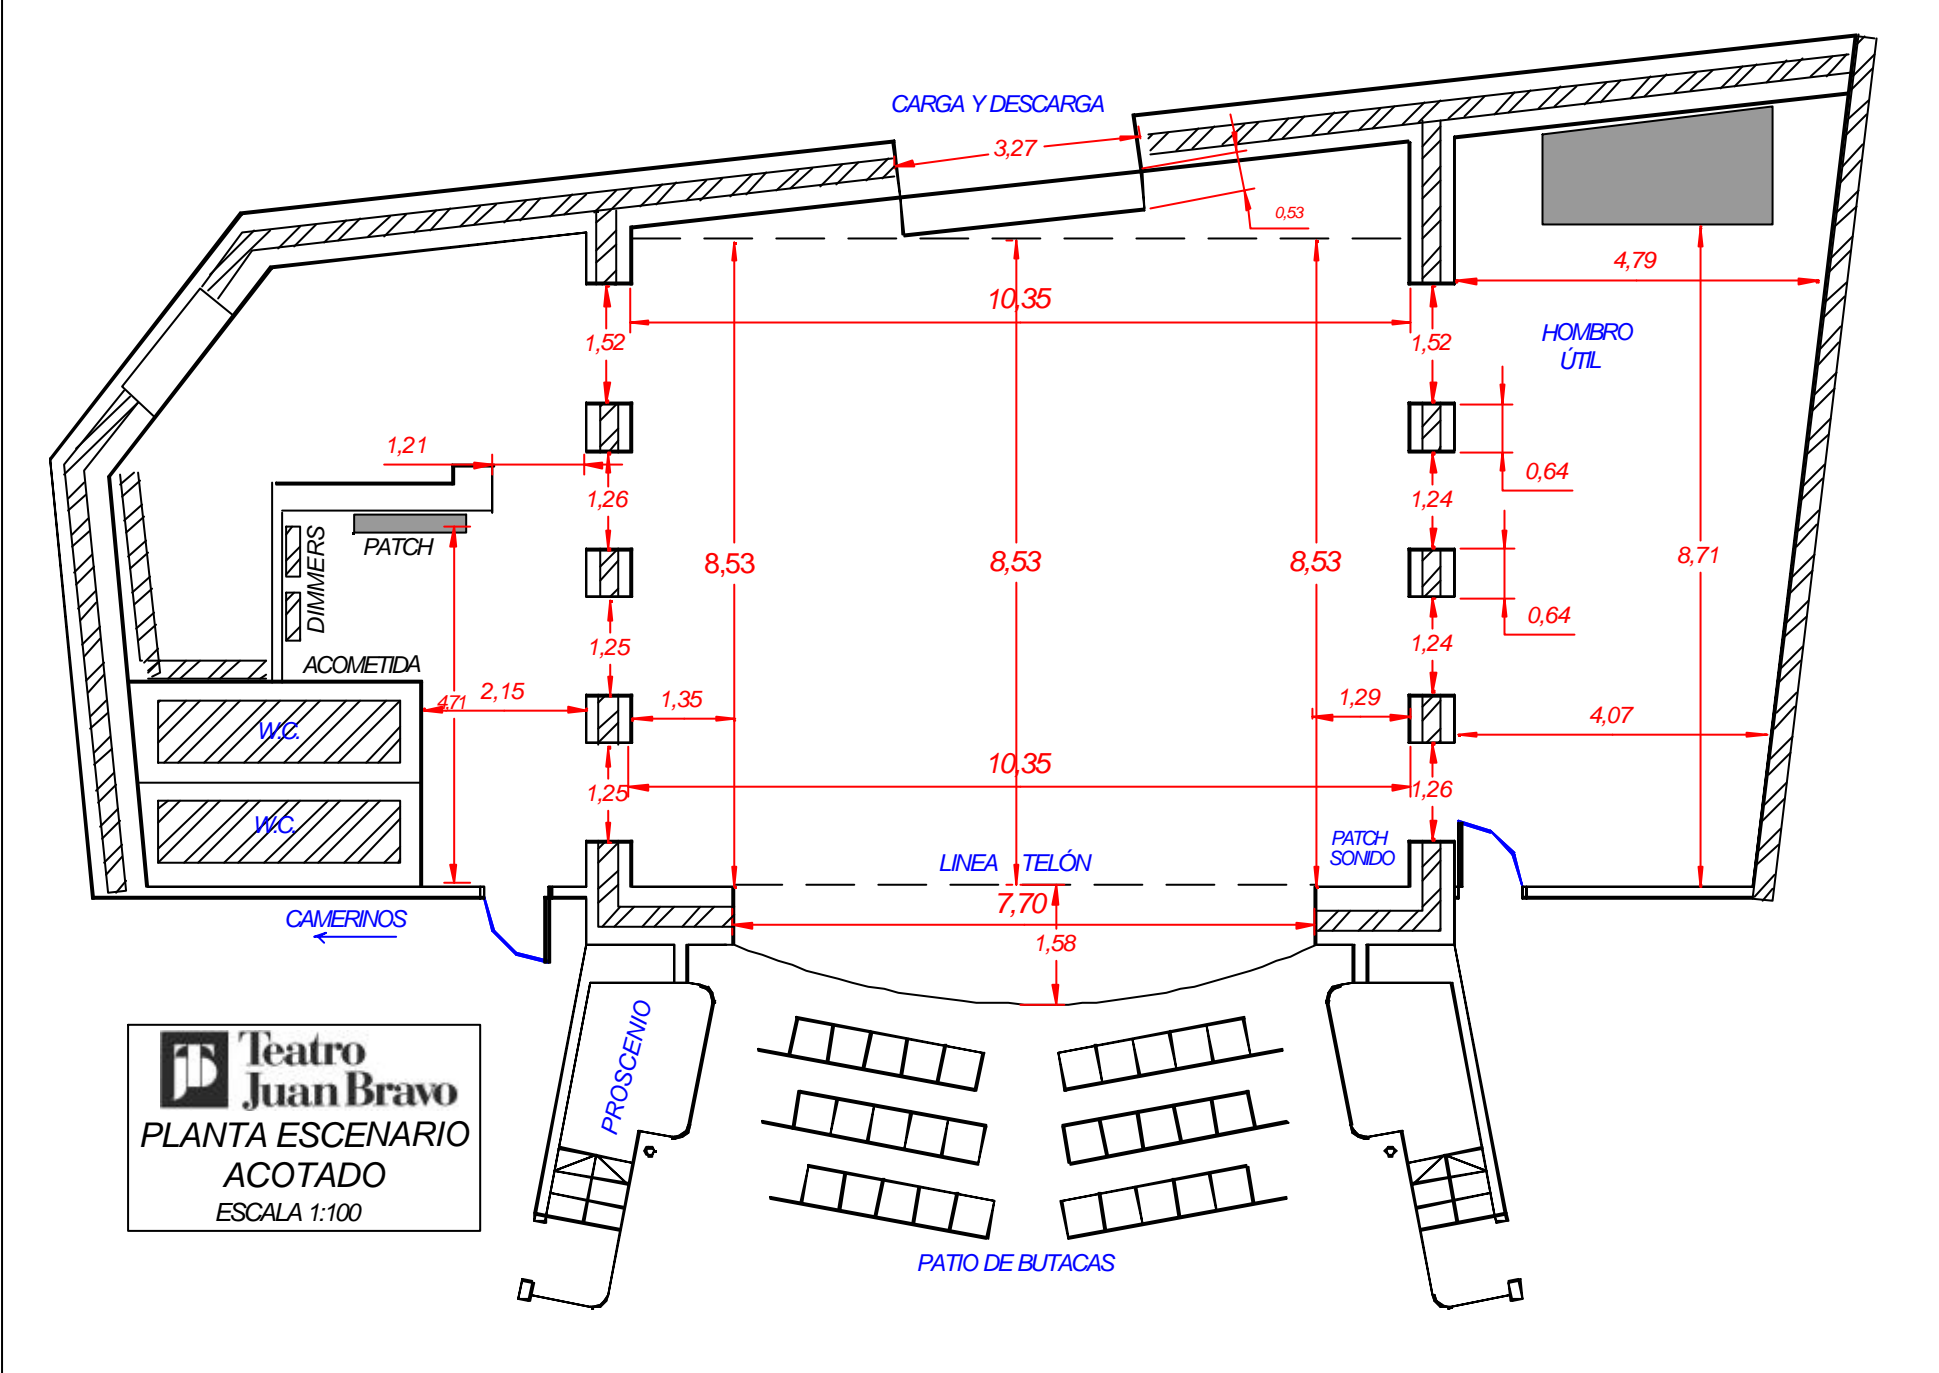 CARGA Y DESCARGA
3,27
0,53
4,79
10,35
1,52
1,52
HOMBRO
ÚTIL
1,21
1,26
1,24
0,64
DIMMERS
PATCH
8,53
8,53
8,53
8,71
1,25
1,24
0,64
ACOMETIDA
4,71
2,15
1,35
1,29
4,07
W.C.
10,35
1,25
1,26
W.C.
PATCH
SONIDO
LINEA TELÓN
7,70
1,58
CAMERINOS
PROSCENIO
Teatro
Juan Bravo
PLANTA ESCENARIO
ACOTADO
ESCALA 1:100
PATIO DE BUTACAS